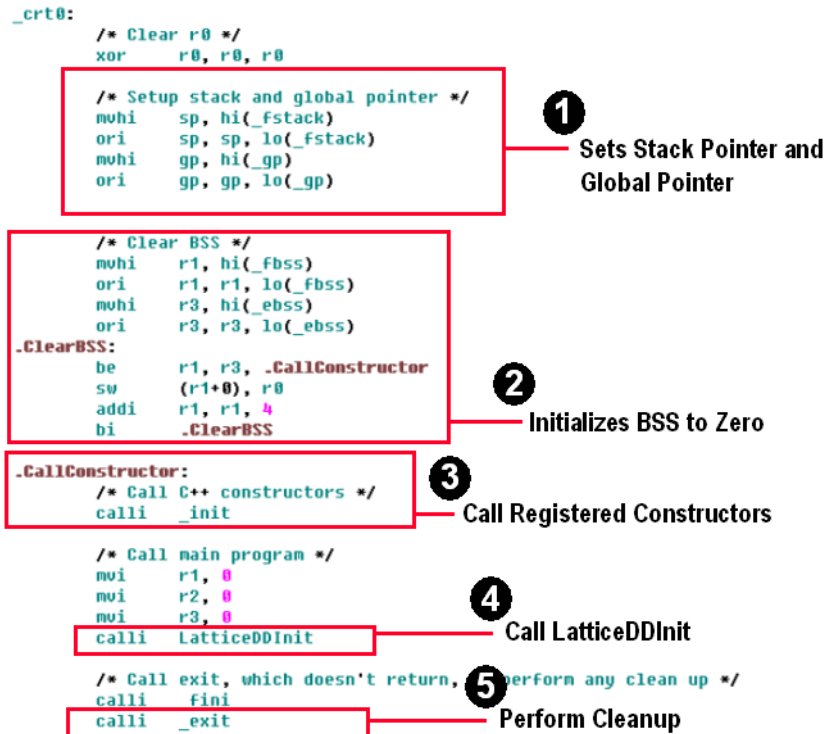 _crt0:
/* Clear r0 */
xor r0, r0, r0
/* Setup stack and global pointer */
mvhi sp, hi(_fstack)
ori sp, sp, lo(_fstack)
mvhi gp, hi(_gp)
ori gp, gp, lo(_gp)
1
Sets Stack Pointer and
Global Pointer
/* Clear BSS */
mvhi r1, hi(_fbss)
ori r1, r1, lo(_fbss)
mvhi r3, hi(_ebss)
ori r3, r3, lo(_ebss)
.ClearBSS:
be r1, r3, .CallConstructor
sw (r1+0), r0
addi r1, r1, 4
bi .ClearBSS
2
Initializes BSS to Zero
.CallConstructor:
/* Call C++ constructors */
calli _init
3
Call Registered Constructors
/* Call main program */
mvi r1, 0
mvi r2, 0
mvi r3, 0
calli LatticeDDInit
4
Call LatticeDDInit
/* Call exit, which doesn't return, perform any clean up */
calli _fini
calli _exit
5
Perform Cleanup